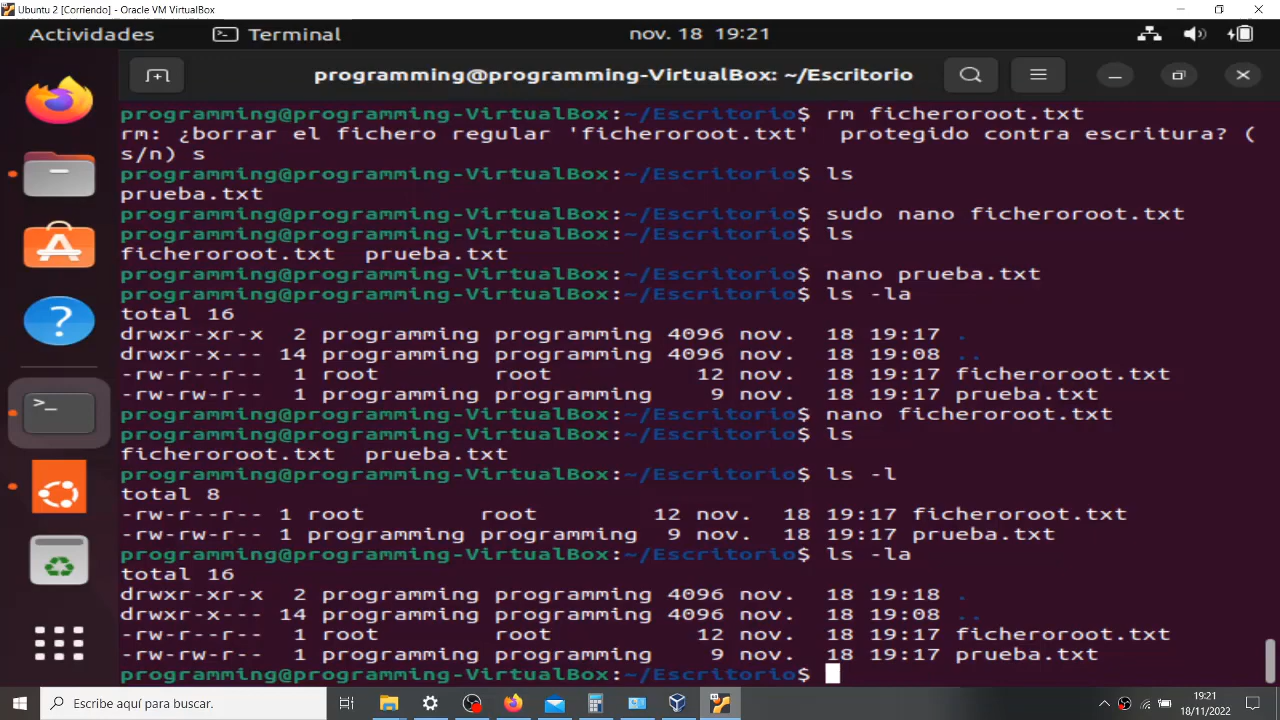 Ubuntu 2 [Corriendo] - Oracle VM VirtualBox
Actividades Terminal nov. 18 19:21
programming@programming-VirtualBox: ~/Escritorio
programming@programming-VirtualBox:~/Escritorio$ rm ficheroroot.txt
rm: ¿borrar el fichero regular 'ficheroroot.txt'  protegido contra escritura? (
s/n) s
programming@programming-VirtualBox:~/Escritorio$ ls
prueba.txt
programming@programming-VirtualBox:~/Escritorio$ sudo nano ficheroroot.txt
programming@programming-VirtualBox:~/Escritorio$ ls
ficheroroot.txt  prueba.txt
programming@programming-VirtualBox:~/Escritorio$ nano prueba.txt
programming@programming-VirtualBox:~/Escritorio$ ls -la
total 16
drwxr-xr-x  2 programming programming 4096 nov.  18 19:17 .
drwxr-x--- 14 programming programming 4096 nov.  18 19:08 ..
-rw-r--r--  1 root        root          12 nov.  18 19:17 ficheroroot.txt
-rw-rw-r--  1 programming programming    9 nov.  18 19:17 prueba.txt
programming@programming-VirtualBox:~/Escritorio$ nano ficheroroot.txt
programming@programming-VirtualBox:~/Escritorio$ ls
ficheroroot.txt  prueba.txt
programming@programming-VirtualBox:~/Escritorio$ ls -l
total 8
-rw-r--r-- 1 root        root        12 nov.  18 19:17 ficheroroot.txt
-rw-rw-r-- 1 programming programming  9 nov.  18 19:17 prueba.txt
programming@programming-VirtualBox:~/Escritorio$ ls -la
total 16
drwxr-xr-x  2 programming programming 4096 nov.  18 19:18 .
drwxr-x--- 14 programming programming 4096 nov.  18 19:08 ..
-rw-r--r--  1 root        root          12 nov.  18 19:17 ficheroroot.txt
-rw-rw-r--  1 programming programming    9 nov.  18 19:17 prueba.txt
programming@programming-VirtualBox:~/Escritorio$
Escribe aquí para buscar.
19:21
18/11/2022